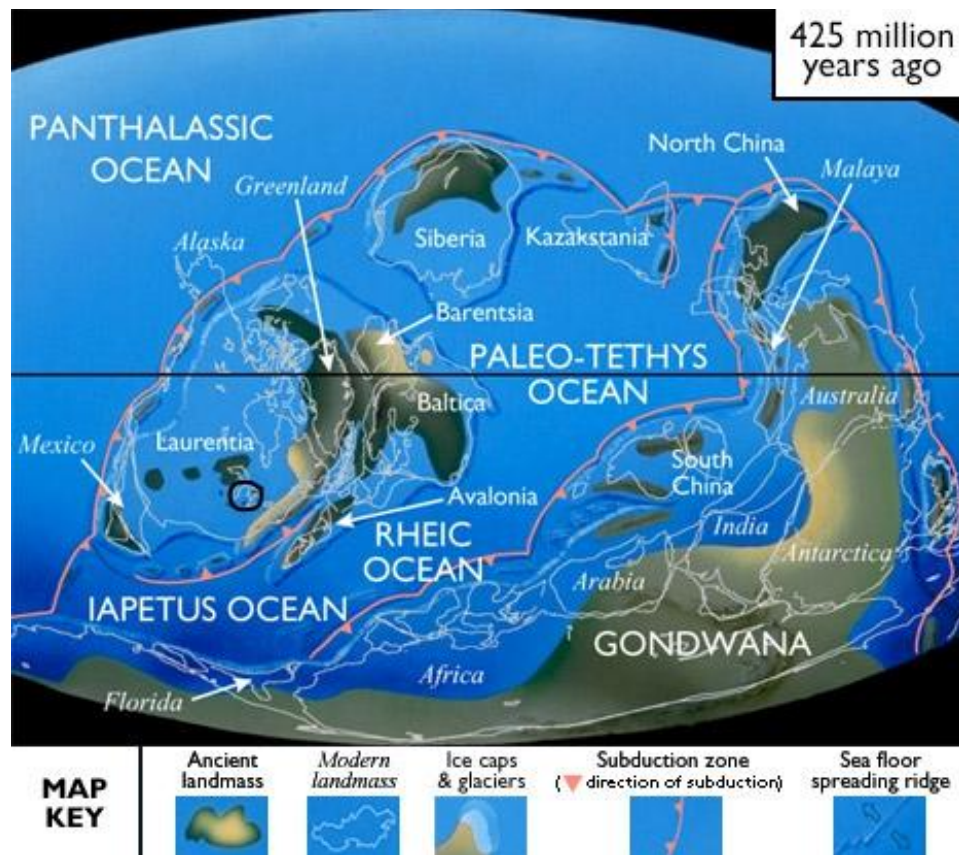 425 million
years ago
PANTHALASSIC
OCEAN
Greenland
North China
Malaya
Alaska
Siberia
Kazakstania
Barentsia
PALEO-TETHYS
OCEAN
Baltica
Australia
Mexico
Laurentia
South
China
Avalonia
RHEIC
OCEAN
India
Antarctica
Arabia
IAPETUS OCEAN
GONDWANA
Africa
Florida
MAP
KEY
Ancient
landmass
Modern
landmass
Ice caps
& glaciers
Subduction zone
( direction of subduction)
Sea floor
spreading ridge